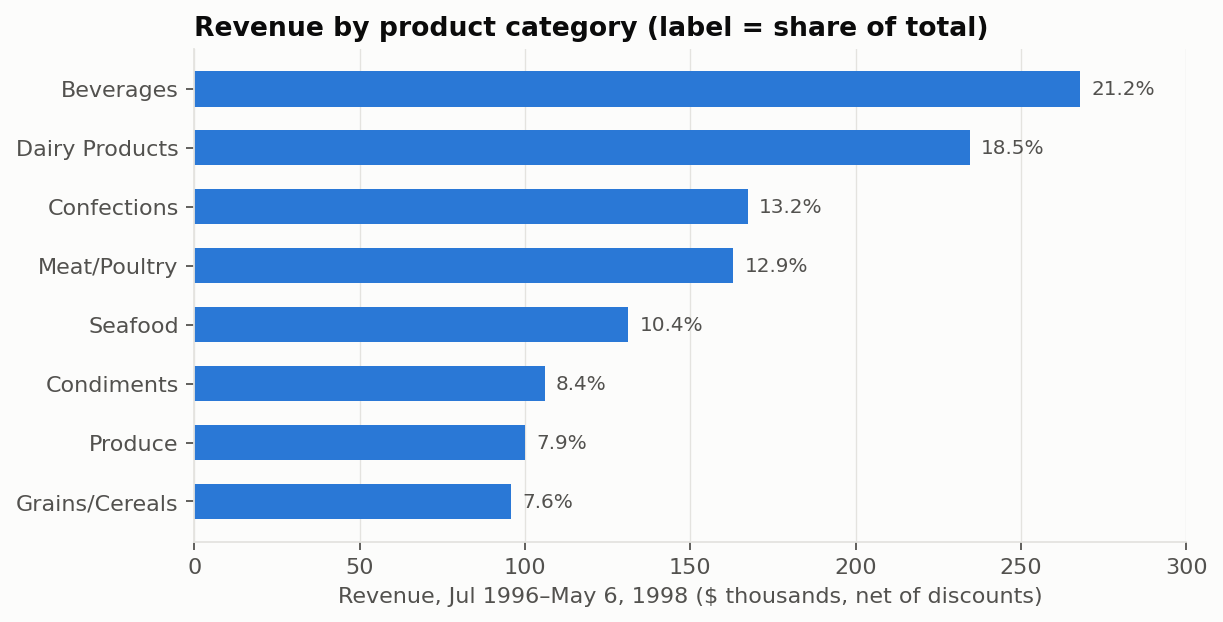 Revenue by product category (label = share of total)
Beverages 21.2%
Dairy Products 18.5%
Confections 13.2%
Meat/Poultry 12.9%
Seafood 10.4%
Condiments 8.4%
Produce 7.9%
Grains/Cereals 7.6%
0 50 100 150 200 250 300
Revenue, Jul 1996–May 6, 1998 ($ thousands, net of discounts)